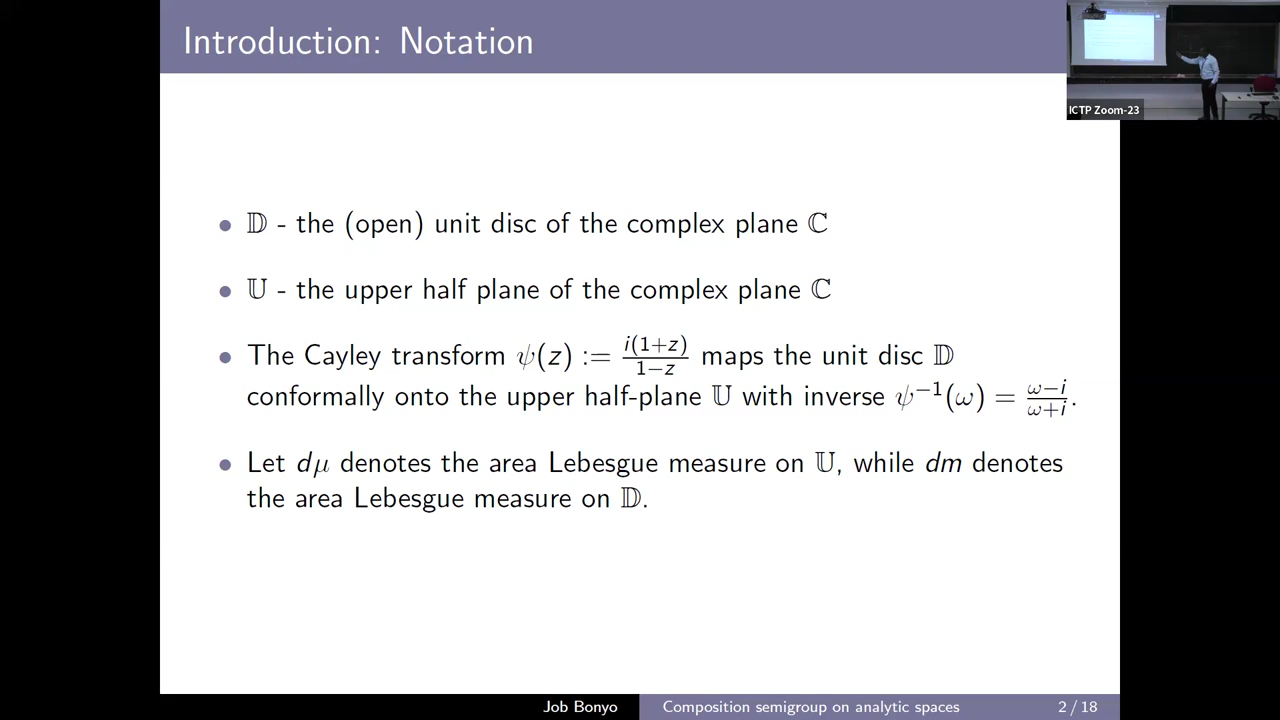 Introduction: Notation
ICTP Zoom-23
• 𝔻 - the (open) unit disc of the complex plane ℂ
• 𝕌 - the upper half plane of the complex plane ℂ
• The Cayley transform ψ(z) := i(1+z)/1−z maps the unit disc 𝔻
conformally onto the upper half-plane 𝕌 with inverse ψ⁻¹(ω) = ω−i/ω+i.
• Let dμ denotes the area Lebesgue measure on 𝕌, while dm denotes
the area Lebesgue measure on 𝔻.
Job Bonyo Composition semigroup on analytic spaces 2 / 18